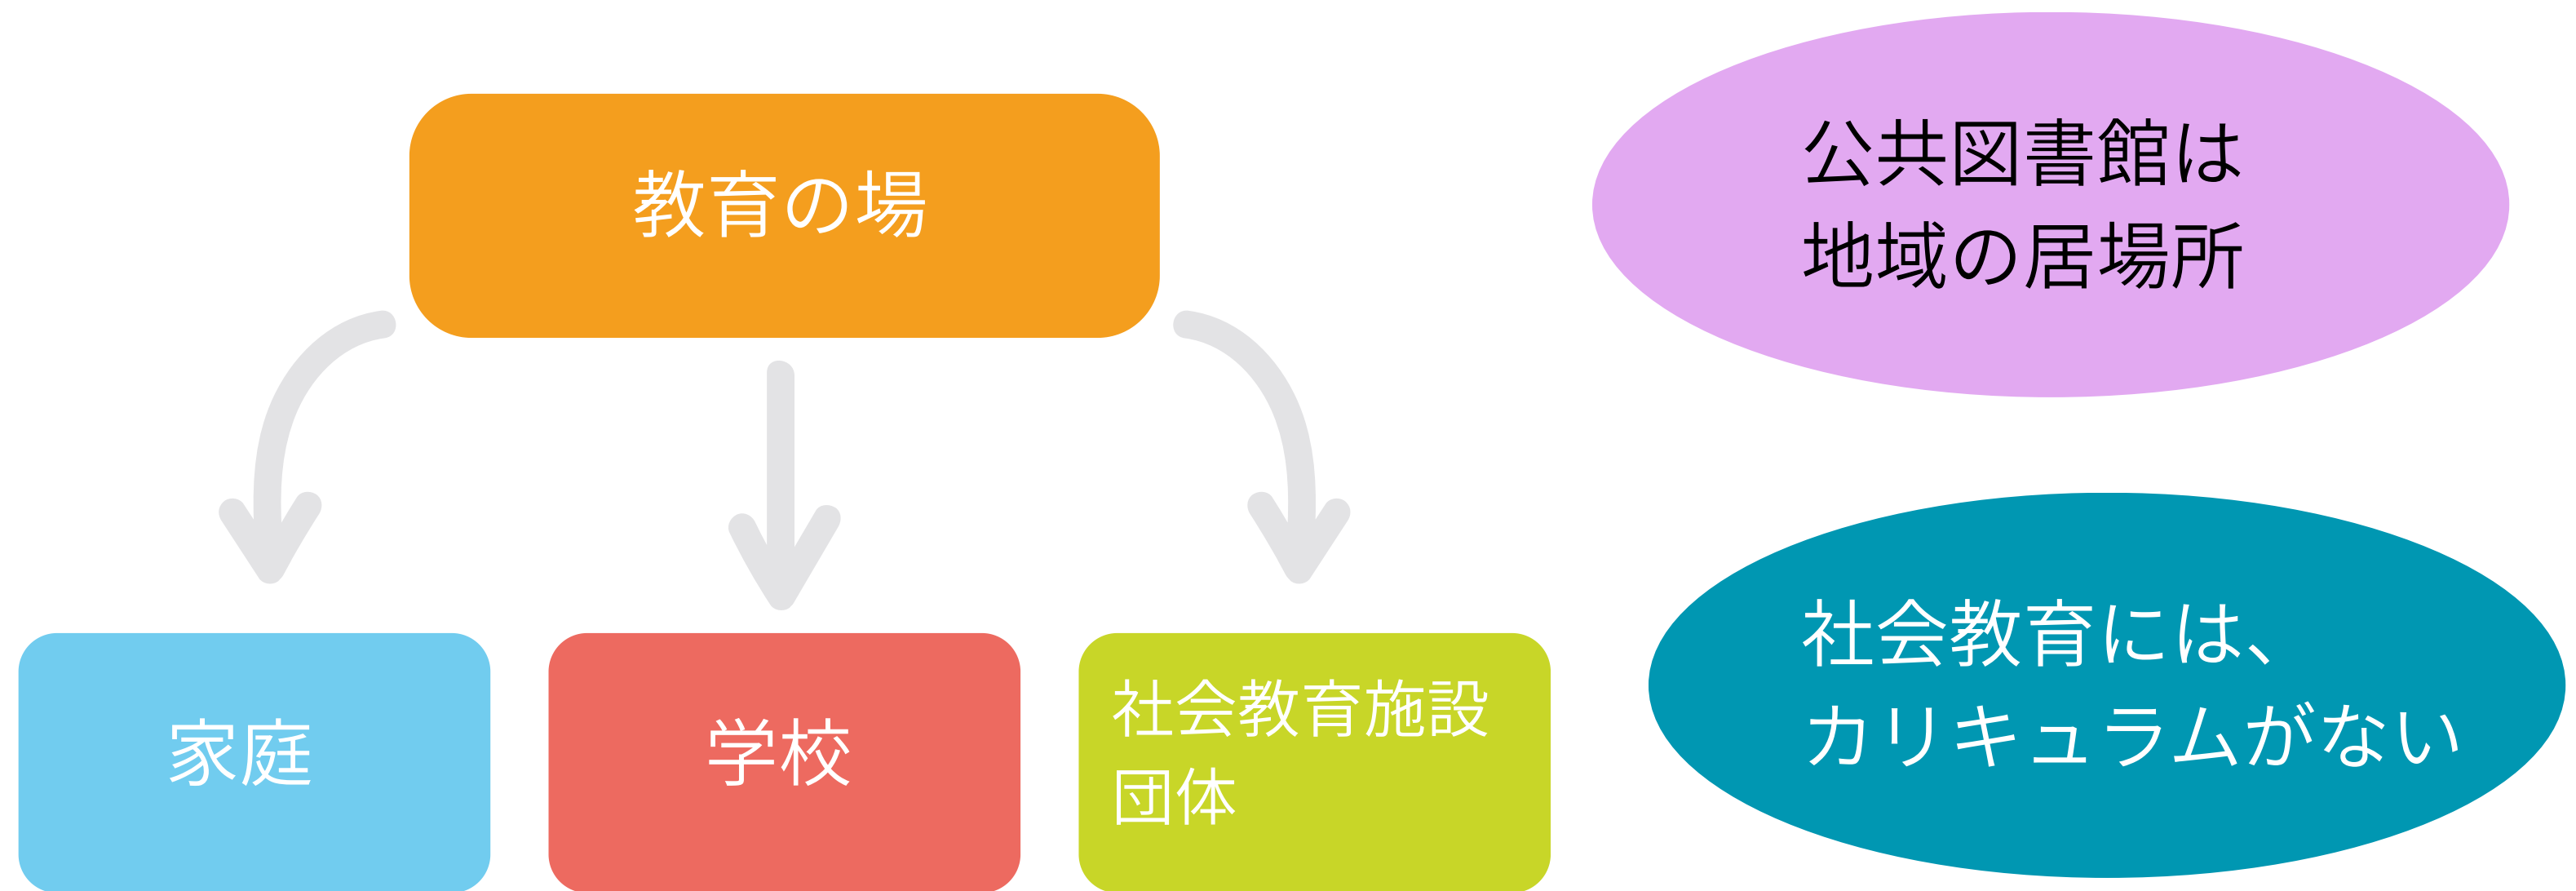 教育の場
家庭
学校
社会教育施設
団体
公共図書館は
地域の居場所
社会教育には、
カリキュラムがない